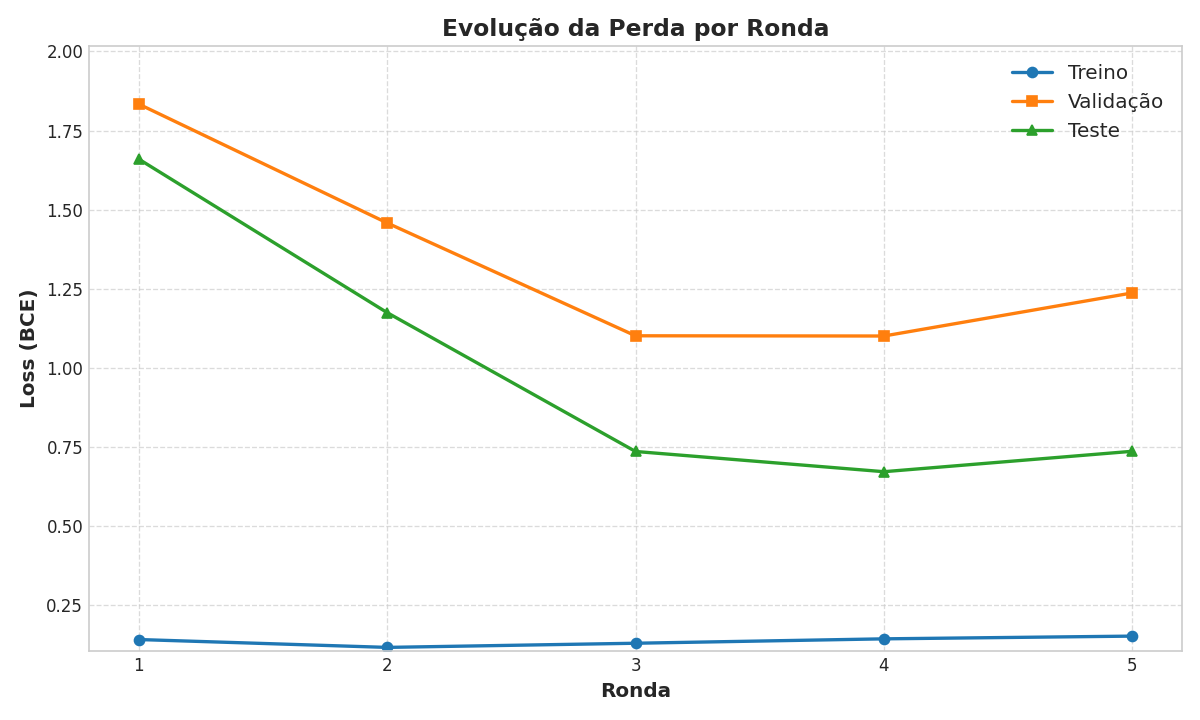 Evolução da Perda por Ronda
2.00
1.75
1.50
1.25
1.00
0.75
0.50
0.25
Loss (BCE)
Treino
Validação
Teste
1 2 3 4 5
Ronda